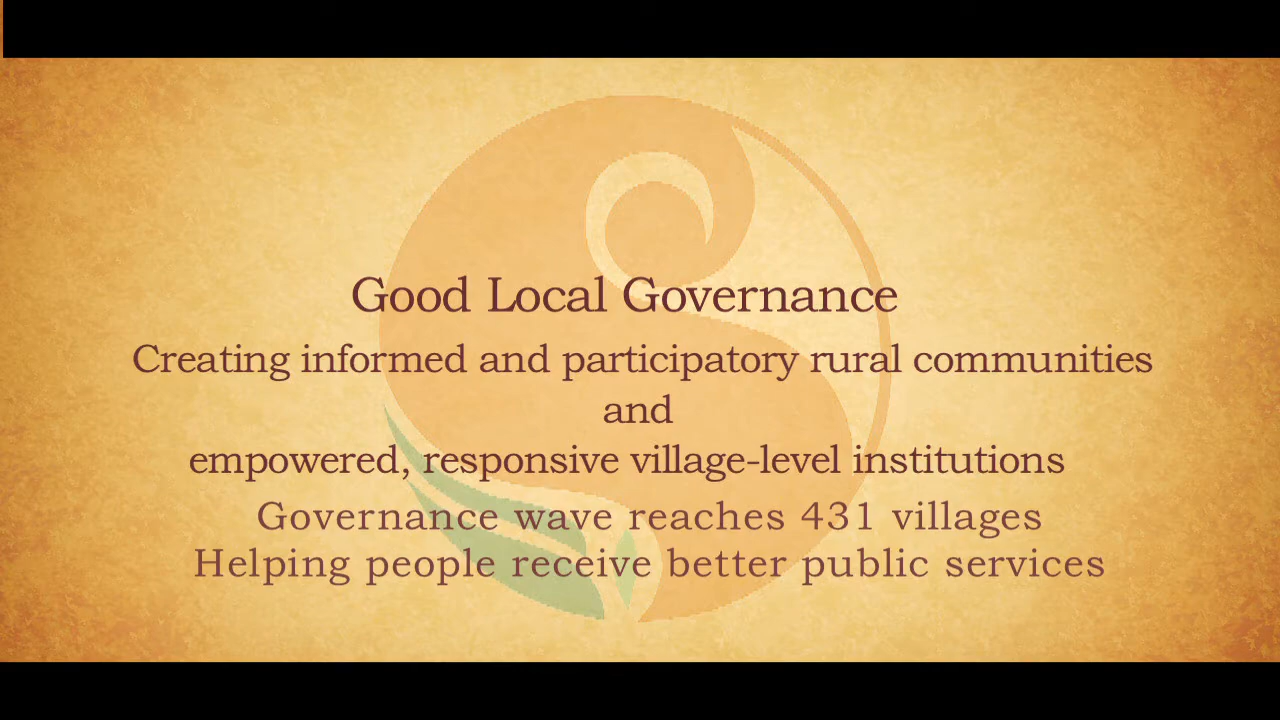 Good Local Governance
Creating informed and participatory rural communities
and
empowered, responsive village-level institutions
Governance wave reaches 431 villages
Helping people receive better public services